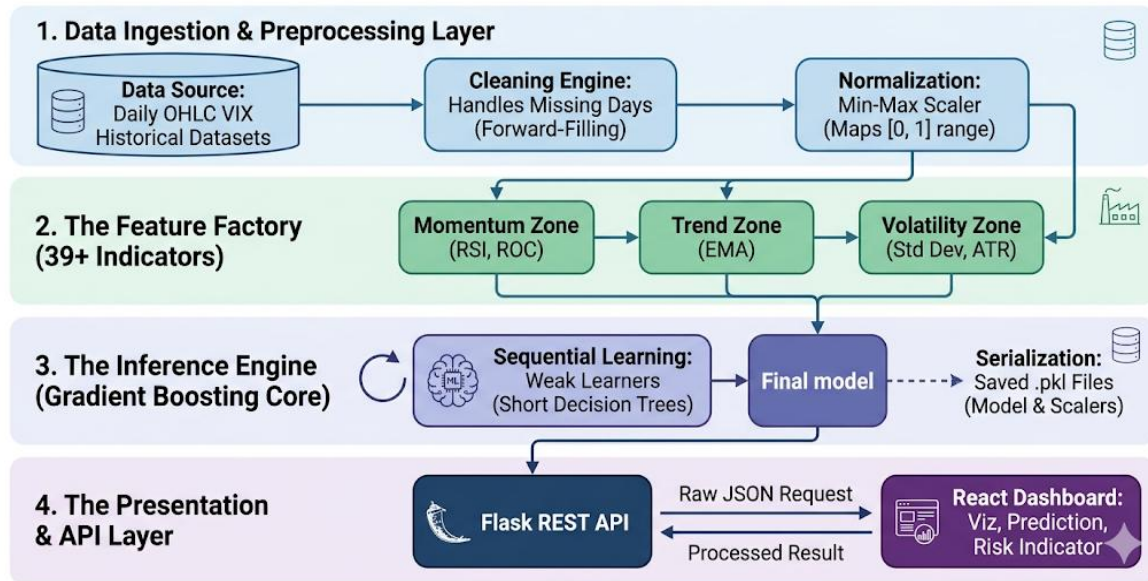 1. Data Ingestion & Preprocessing Layer
Data Source:
Daily OHLC VIX
Historical Datasets
Cleaning Engine:
Handles Missing Days
(Forward-Filling)
Normalization:
Min-Max Scaler
(Maps [0, 1] range)
2. The Feature Factory
(39+ Indicators)
Momentum Zone
(RSI, ROC)
Trend Zone
(EMA)
Volatility Zone
(Std Dev, ATR)
3. The Inference Engine
(Gradient Boosting Core)
ML
Sequential Learning:
Weak Learners
(Short Decision Trees)
Final model
Serialization:
Saved .pkl Files
(Model & Scalers)
4. The Presentation
& API Layer
Flask REST API
Raw JSON Request
Processed Result
React Dashboard:
Viz, Prediction,
Risk Indicator